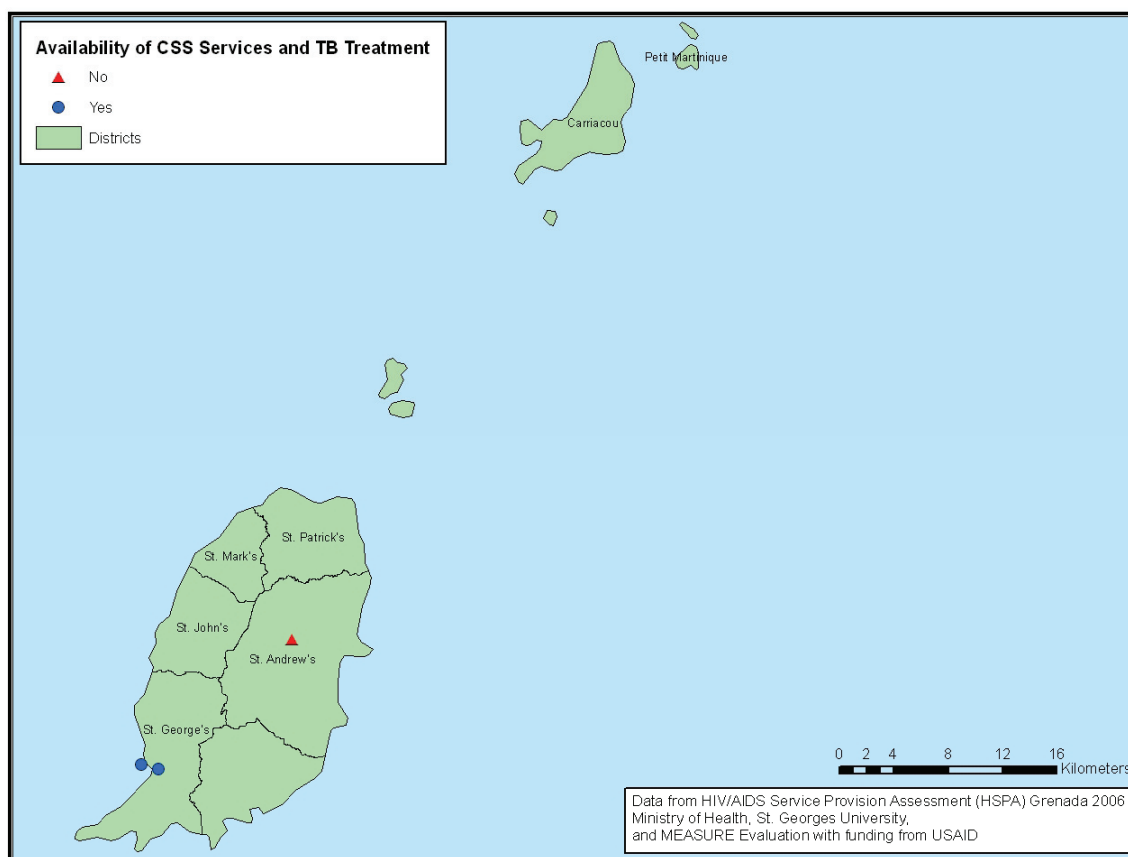 Availability of CSS Services and TB Treatment
No
Yes
Districts
Petit Martinique
Carriacou
St. Patrick's
St. Mark's
St. John's
St. Andrew's
St. George's
0 2 4 8 12 16
Kilometers
Data from HIV/AIDS Service Provision Assessment (HSPA) Grenada 2006
Ministry of Health, St. Georges University,
and MEASURE Evaluation with funding from USAID